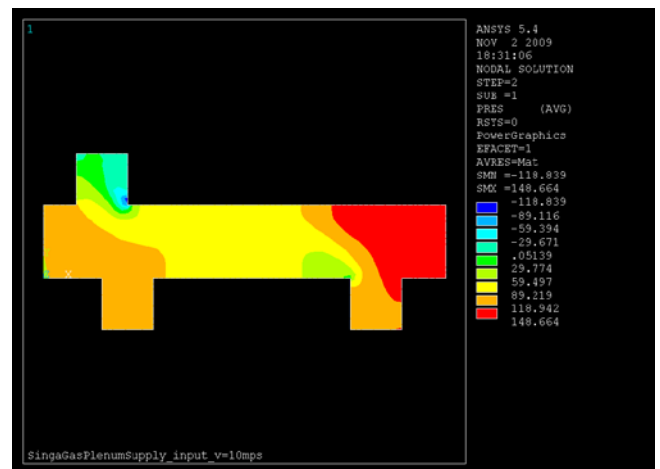 1
ANSYS 5.4
NOV 2 2009
18:31:06
NODAL SOLUTION
STEP=2
SUB =1
PRES (AVG)
RSYS=0
PowerGraphics
EFACET=1
AVRES=Mat
SMN =-118.839
SMX =148.664
-118.839
-89.116
-59.394
-29.671
.05139
29.774
59.497
89.219
118.942
148.664
X
SingaGasPlenumSupply_input_v=10mps